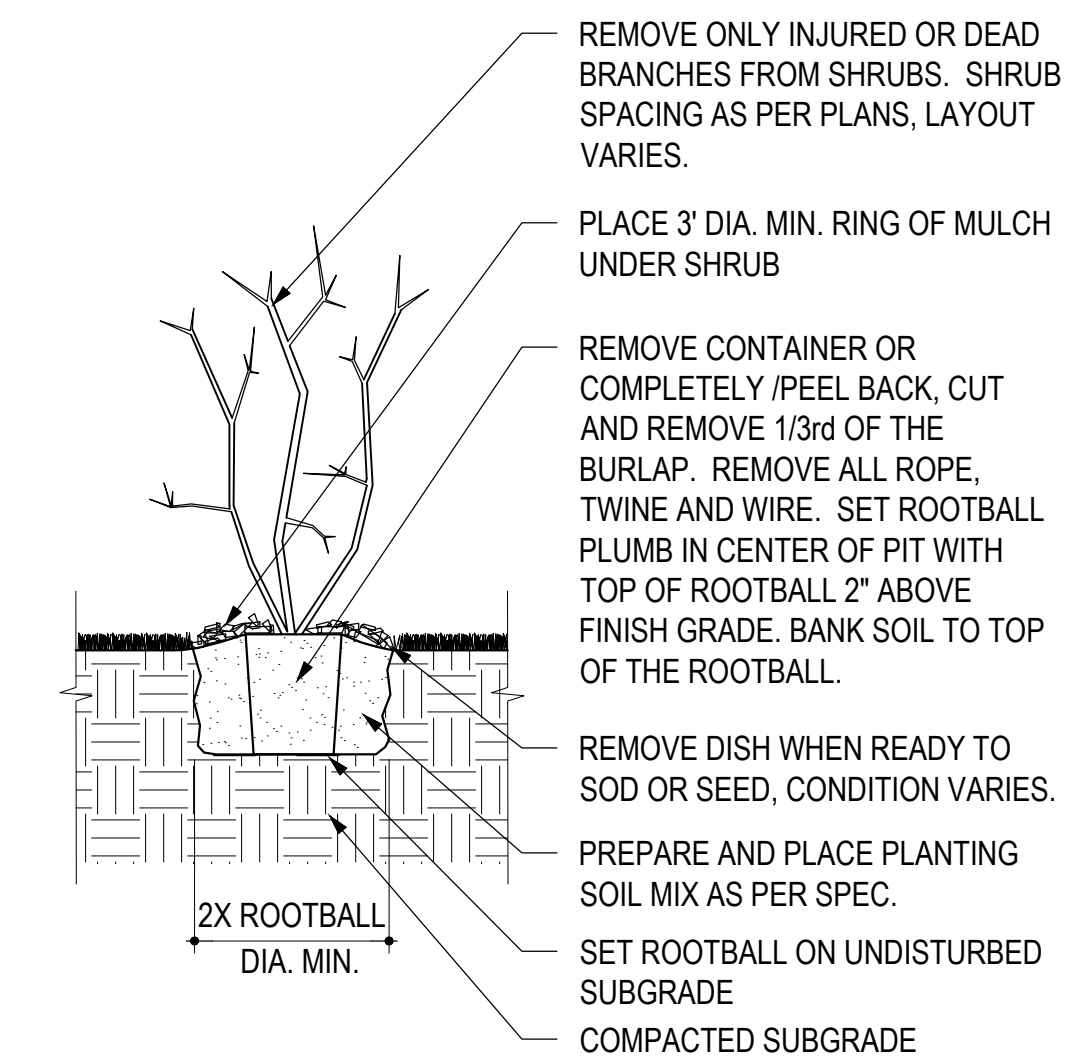 REMOVE ONLY INJURED OR DEAD
BRANCHES FROM SHRUBS.  SHRUB
SPACING AS PER PLANS, LAYOUT
VARIES.
PLACE 3' DIA. MIN. RING OF MULCH
UNDER SHRUB
REMOVE CONTAINER OR
COMPLETELY /PEEL BACK, CUT
AND REMOVE 1/3rd OF THE
BURLAP.  REMOVE ALL ROPE,
TWINE AND WIRE.  SET ROOTBALL
PLUMB IN CENTER OF PIT WITH
TOP OF ROOTBALL 2" ABOVE
FINISH GRADE. BANK SOIL TO TOP
OF THE ROOTBALL.
REMOVE DISH WHEN READY TO
SOD OR SEED, CONDITION VARIES.
PREPARE AND PLACE PLANTING
SOIL MIX AS PER SPEC.
SET ROOTBALL ON UNDISTURBED
SUBGRADE
COMPACTED SUBGRADE
2X ROOTBALL
DIA. MIN.